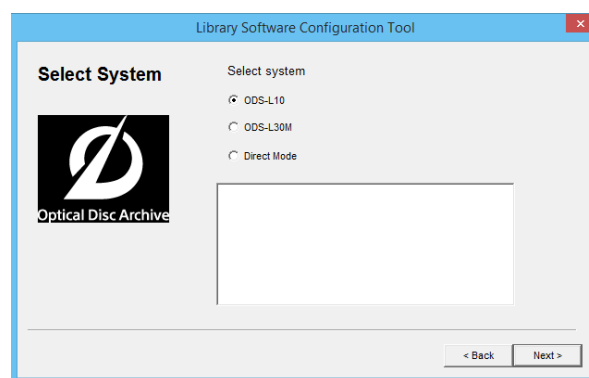 Library Software Configuration Tool
Select System
Select system
ODS-L10
ODS-L30M
Direct Mode
Optical Disc Archive
< Back
Next >